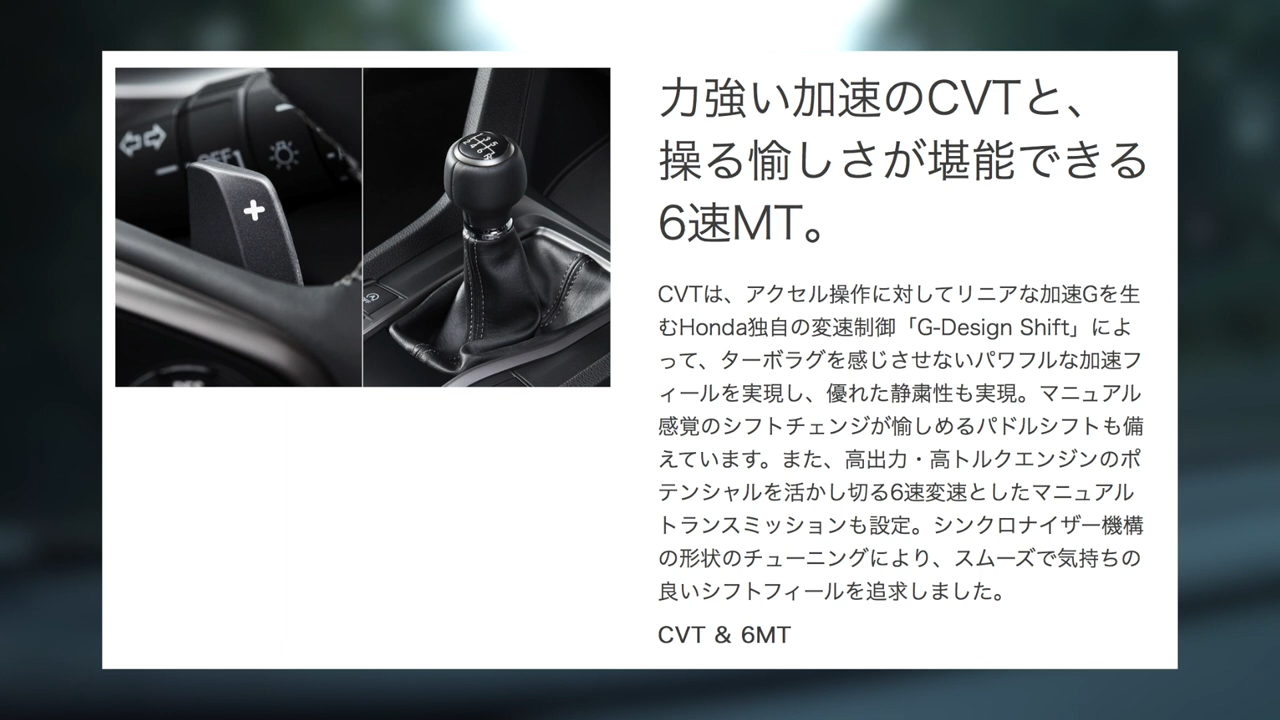 OFF
+
力強い加速のCVTと、
操る愉しさが堪能できる
6速MT。
CVTは、アクセル操作に対してリニアな加速Gを生
むHonda独自の変速制御「G-Design Shift」によ
って、ターボラグを感じさせないパワフルな加速フ
ィールを実現し、優れた静粛性も実現。マニュアル
感覚のシフトチェンジが愉しめるパドルシフトも備
えています。また、高出力・高トルクエンジンのポ
テンシャルを活かし切る6速変速としたマニュアル
トランスミッションも設定。シンクロナイザー機構
の形状のチューニングにより、スムーズで気持ちの
良いシフトフィールを追求しました。
CVT & 6MT